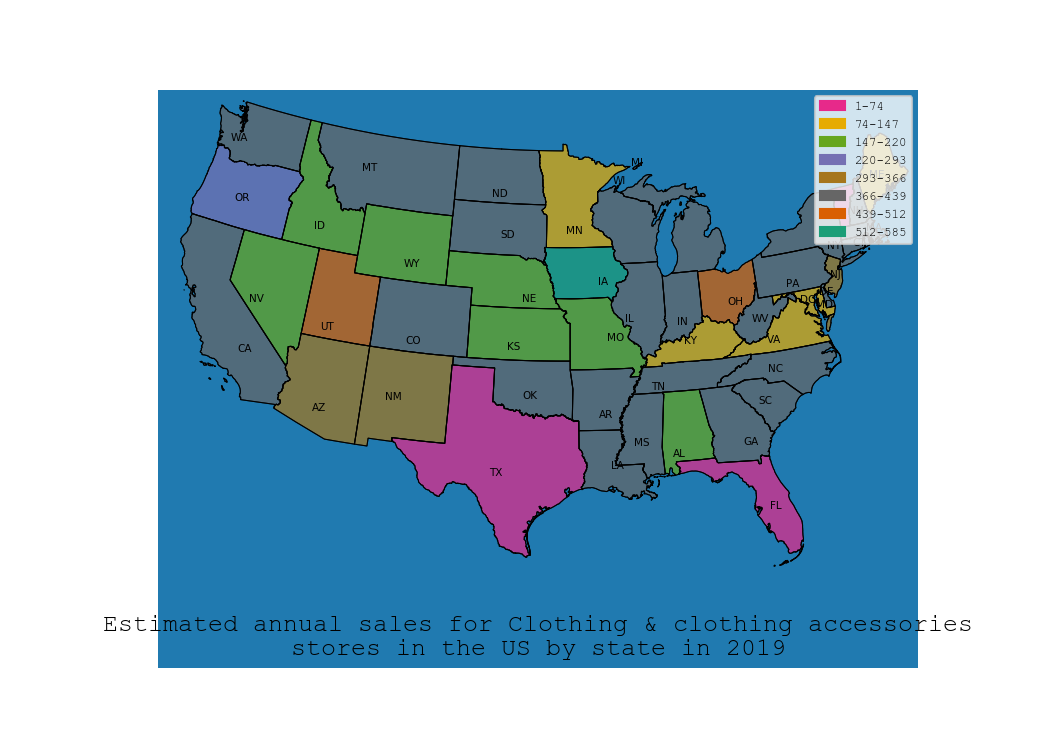 1-74
74-147
147-220
220-293
293-366
366-439
439-512
512-585
WA
MT
ND
MI
WI
OR
ID
MN
SD
WY
NV
NE
IA
PA
NJ
DE
DC
MD
OH
UT
CO
CA
KS
MO
IL
IN
KY
WV
VA
NC
TN
AZ
NM
OK
AR
SC
MS
AL
GA
TX
LA
FL
Estimated annual sales for Clothing & clothing accessories
stores in the US by state in 2019